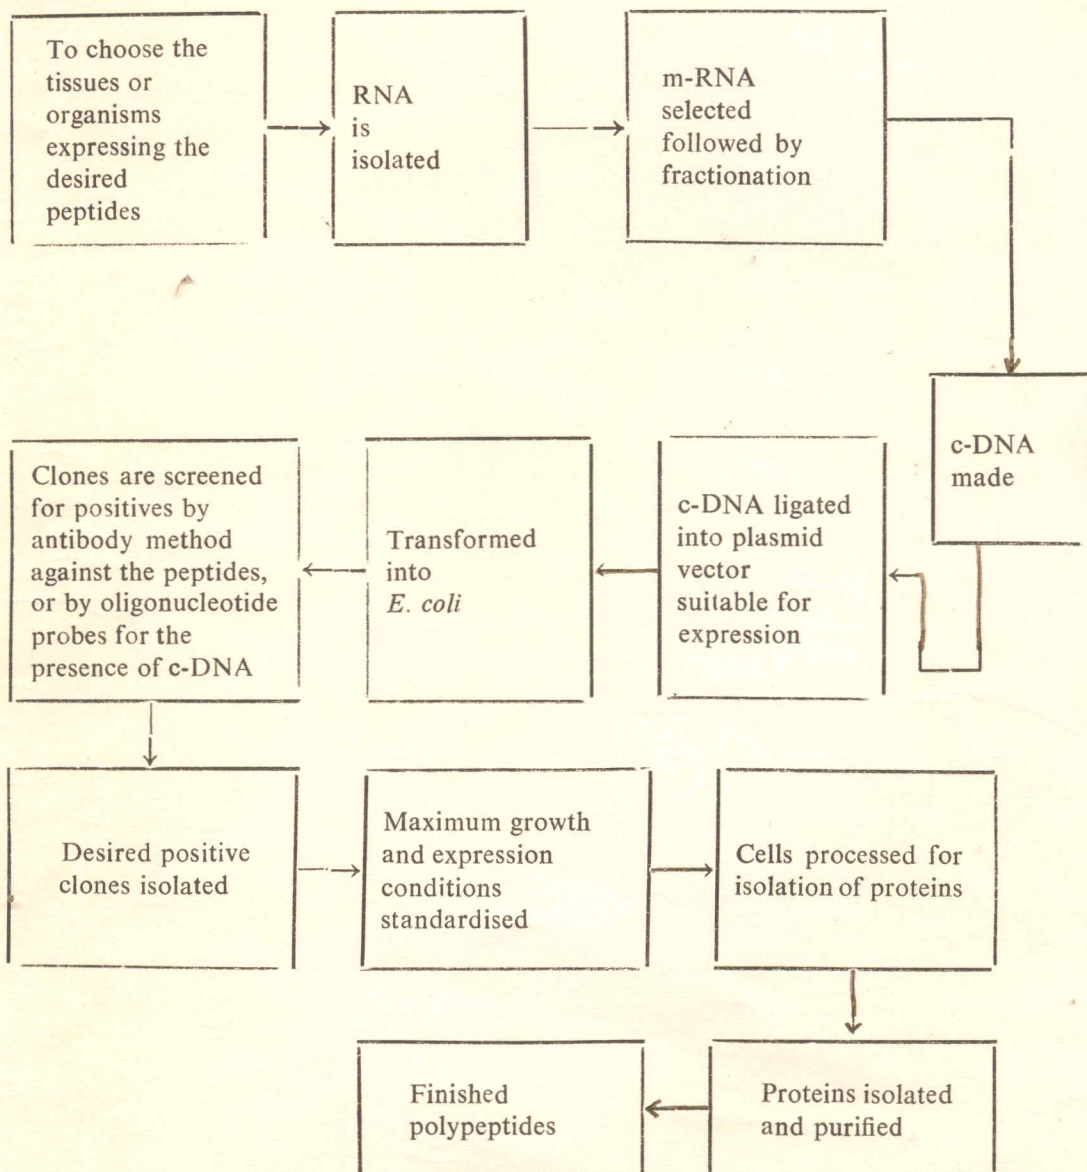 To choose the
tissues or
organisms
expressing the
desired
peptides
RNA
is
isolated
m-RNA
selected
followed by
fractionation
c-DNA
made
c-DNA ligated
into plasmid
vector
suitable for
expression
Transformed
into
E. coli
Clones are screened
for positives by
antibody method
against the peptides,
or by oligonucleotide
probes for the
presence of c-DNA
Desired positive
clones isolated
Maximum growth
and expression
conditions
standardised
Cells processed for
isolation of proteins
Proteins isolated
and purified
Finished
polypeptides